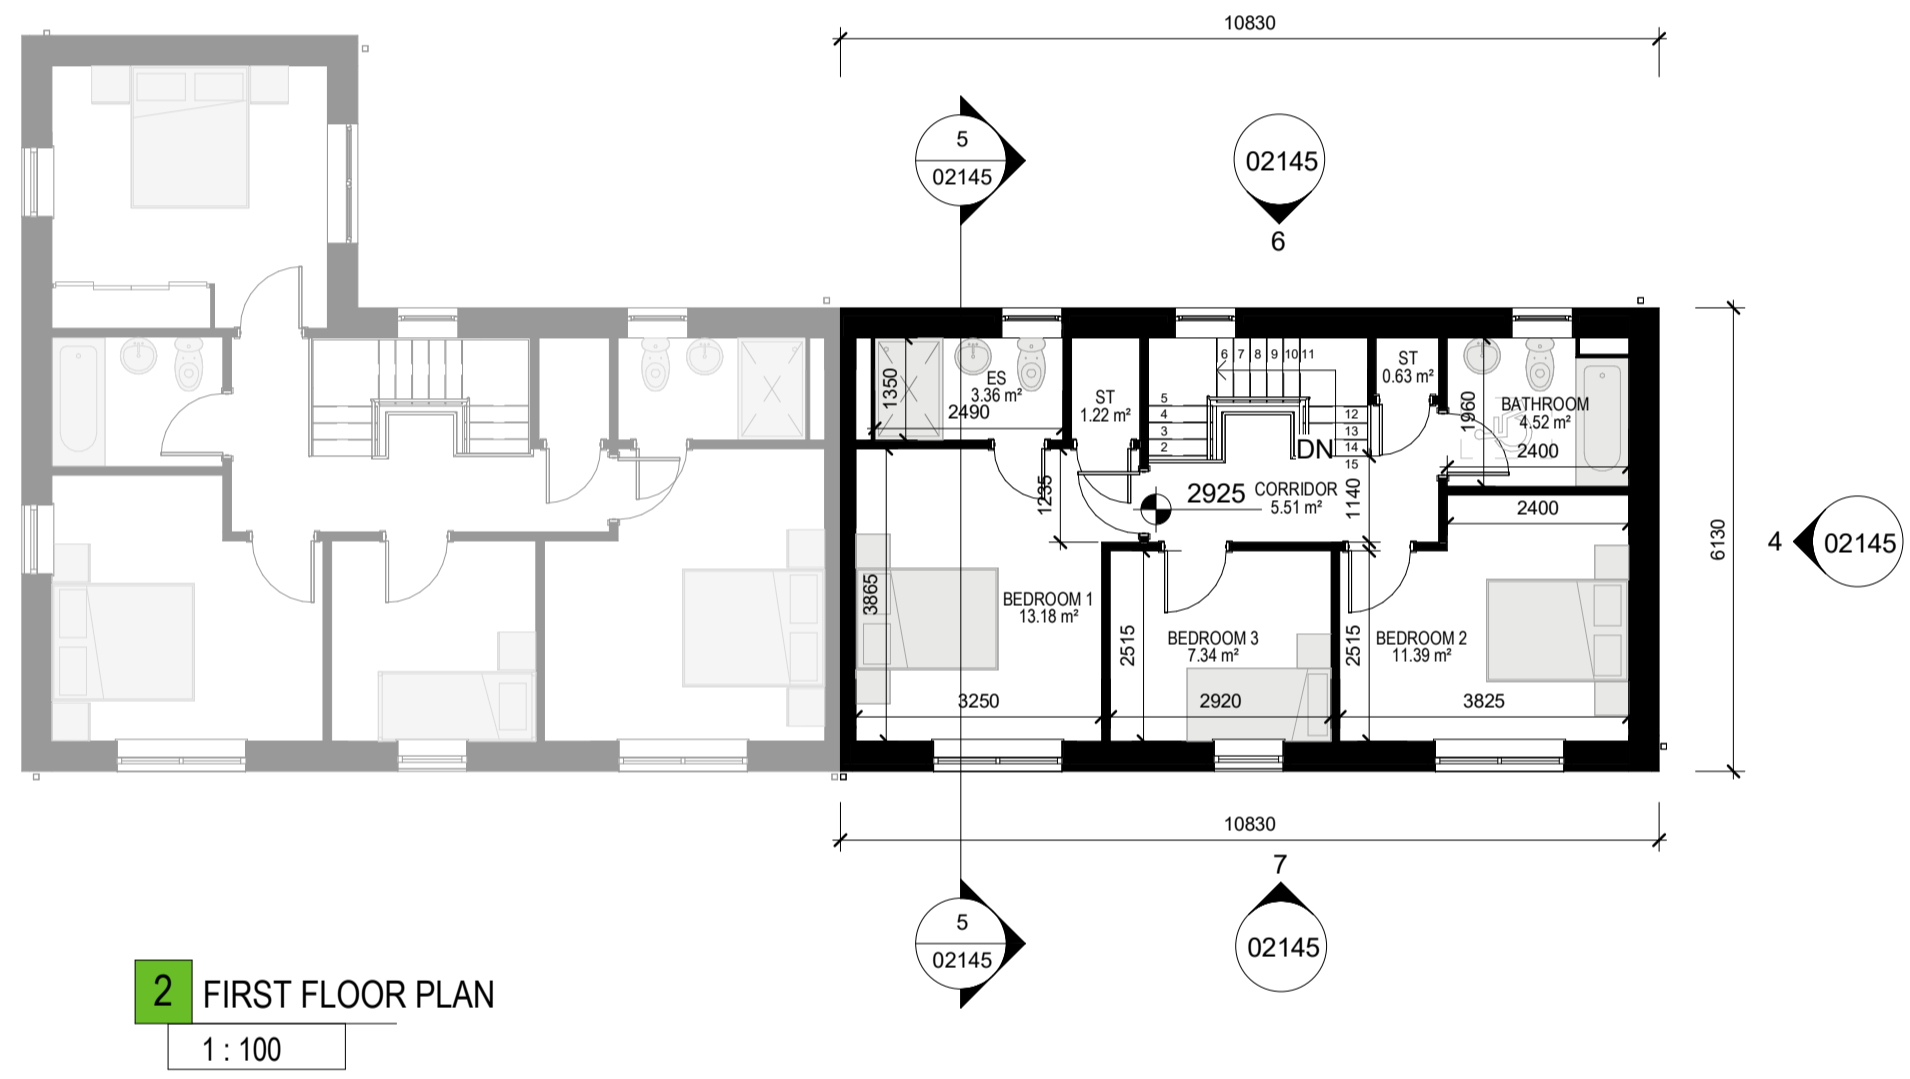 10830
5
02145
02145
6
6 7 8 9 10 11
5
4
3
2
12
13
14
15
DN
ST
0.63 m²
ES
3.36 m²
1350
2490
ST
1.22 m²
BATHROOM
4.52 m²
1960
2400
1235
2925
CORRIDOR
5.51 m²
1140
2400
6130
4
02145
3865
BEDROOM 1
13.18 m²
2515
BEDROOM 3
7.34 m²
2515
BEDROOM 2
11.39 m²
3250
2920
3825
10830
7
5
02145
02145
2
FIRST FLOOR PLAN
1 : 100